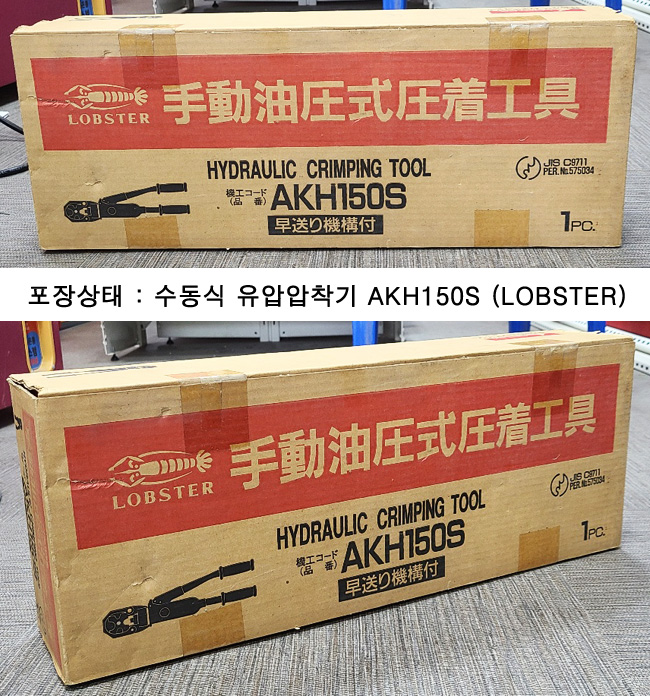 手動油圧式圧着工具
LOBSTER
HYDRAULIC CRIMPING TOOL
JIS C9711
PER.No575034
機工コード
(品番)
AKH150S
早送り機構付
1PC.
포장상태 : 수동식 유압압착기 AKH150S (LOBSTER)
手動油圧式圧着工具
LOBSTER
HYDRAULIC CRIMPING TOOL
JIS C9711
PER.No575034
機工コード
(品番)
AKH150S
早送り機構付
1PC.